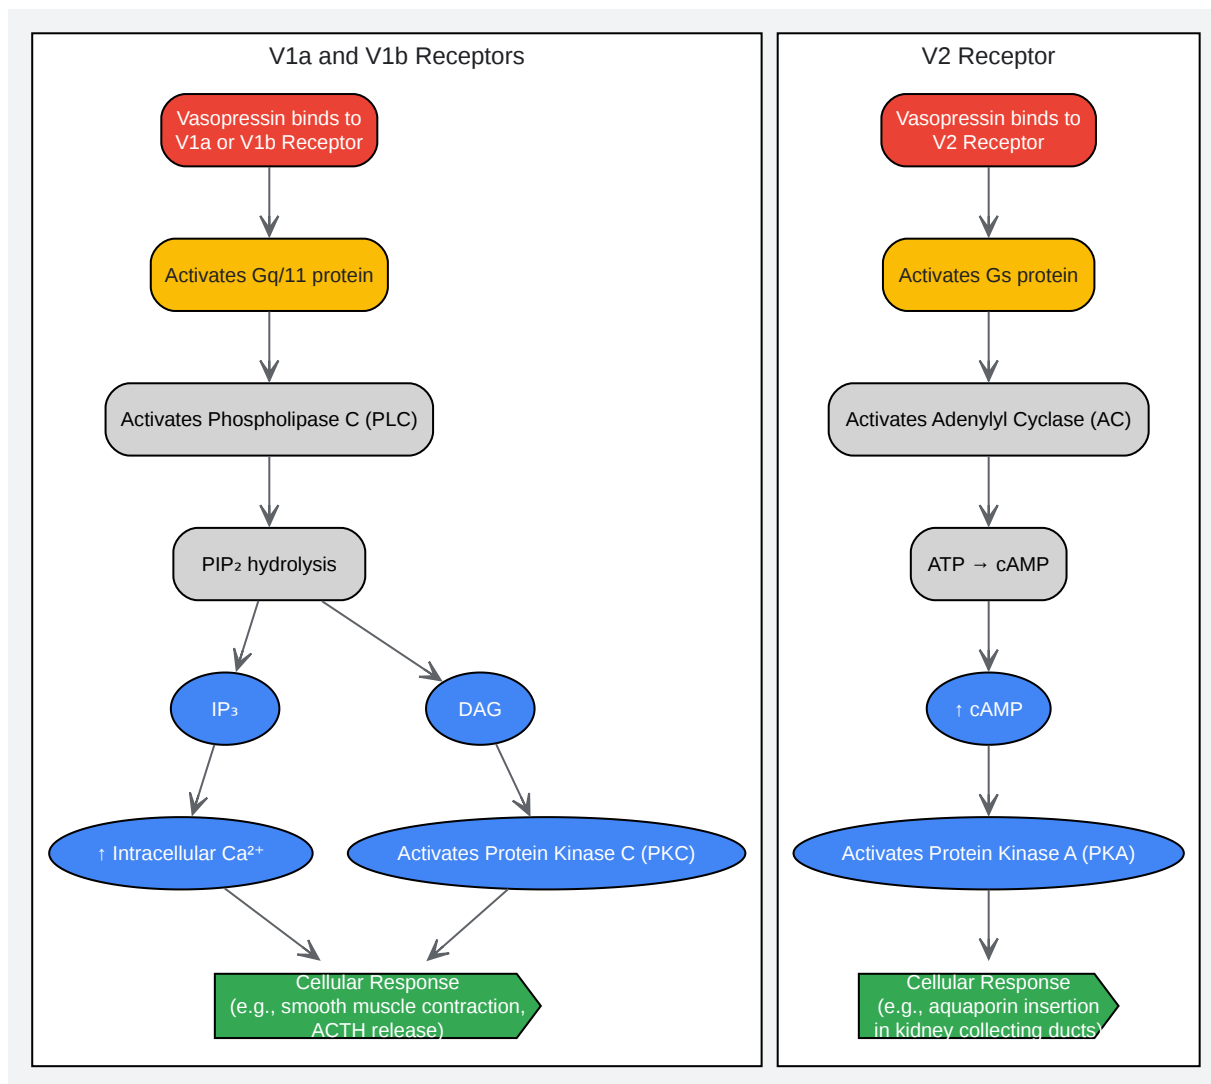 V1a and V1b Receptors
Vasopressin binds to
V1a or V1b Receptor
Activates Gq/11 protein
Activates Phospholipase C (PLC)
PIP₂ hydrolysis
IP₃
DAG
↑ Intracellular Ca²⁺
Activates Protein Kinase C (PKC)
Cellular Response
(e.g., smooth muscle contraction,
ACTH release)
V2 Receptor
Vasopressin binds to
V2 Receptor
Activates Gs protein
Activates Adenylyl Cyclase (AC)
ATP → cAMP
↑ cAMP
Activates Protein Kinase A (PKA)
Cellular Response
(e.g., aquaporin insertion
in kidney collecting ducts)